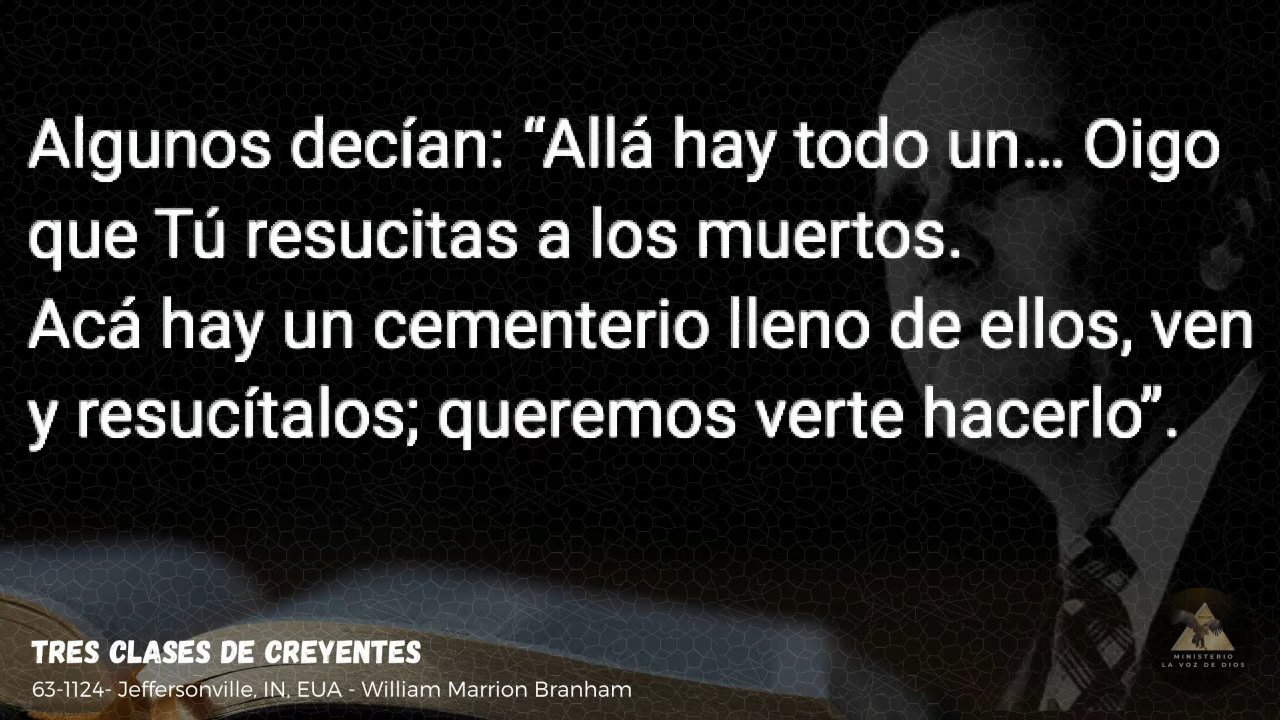 Algunos decían: “Allá hay todo un... Oigo
que Tú resucitas a los muertos.
Acá hay un cementerio lleno de ellos, ven
y resucítalos; queremos verte hacerlo”.
TRES CLASES DE CREYENTES
63-1124- Jeffersonville, IN, EUA - William Marrion Branham
MINISTERIO
LA VOZ DE DIOS